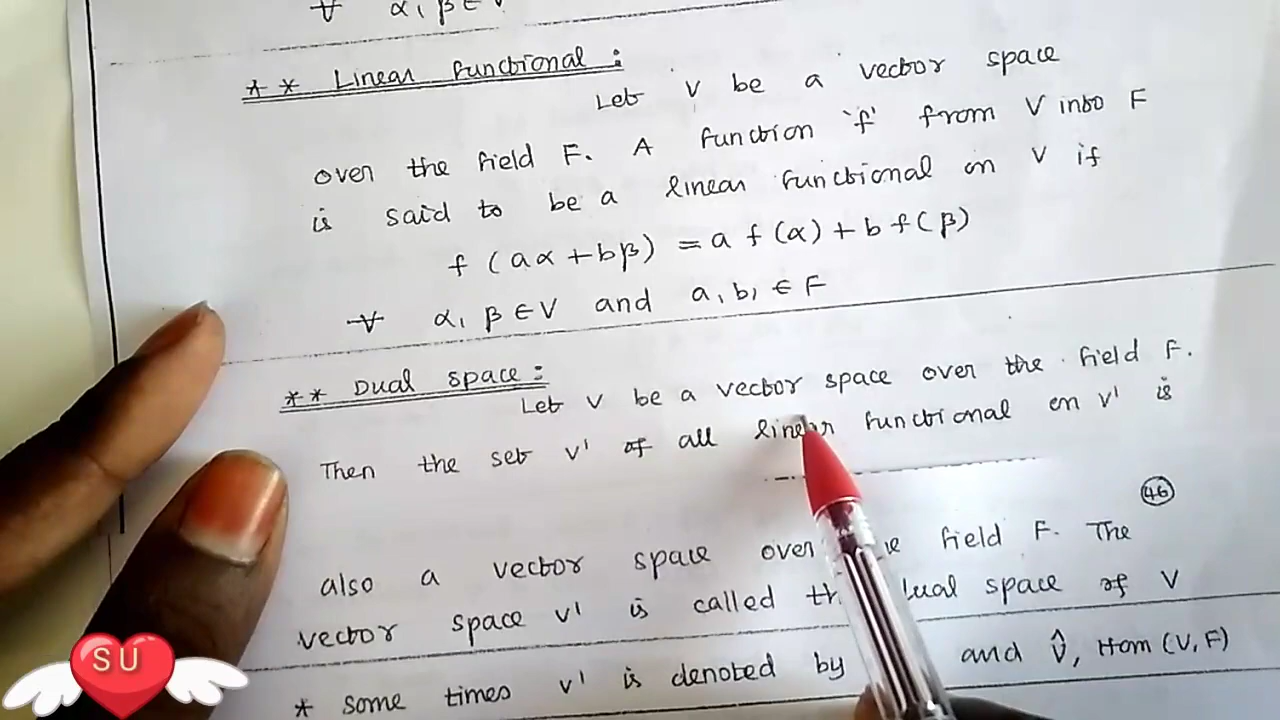 ∀ α, β ∈ V
** Linear functional :
Let V be a vector space
over the field F. A function 'f' from V into F
is said to be a linear functional on V if
f (aα + bβ) = a f (α) + b f (β)
∀ α, β ∈ V and a, b, ∈ F
** Dual space :
Let V be a vector space over the field F.
Then the set V' of all linear functional on V' is
46
also a vector space over field F. The
vector space V' is called space of V
* Some times V' is denoted by and V̂, Hom (V, F)
SU